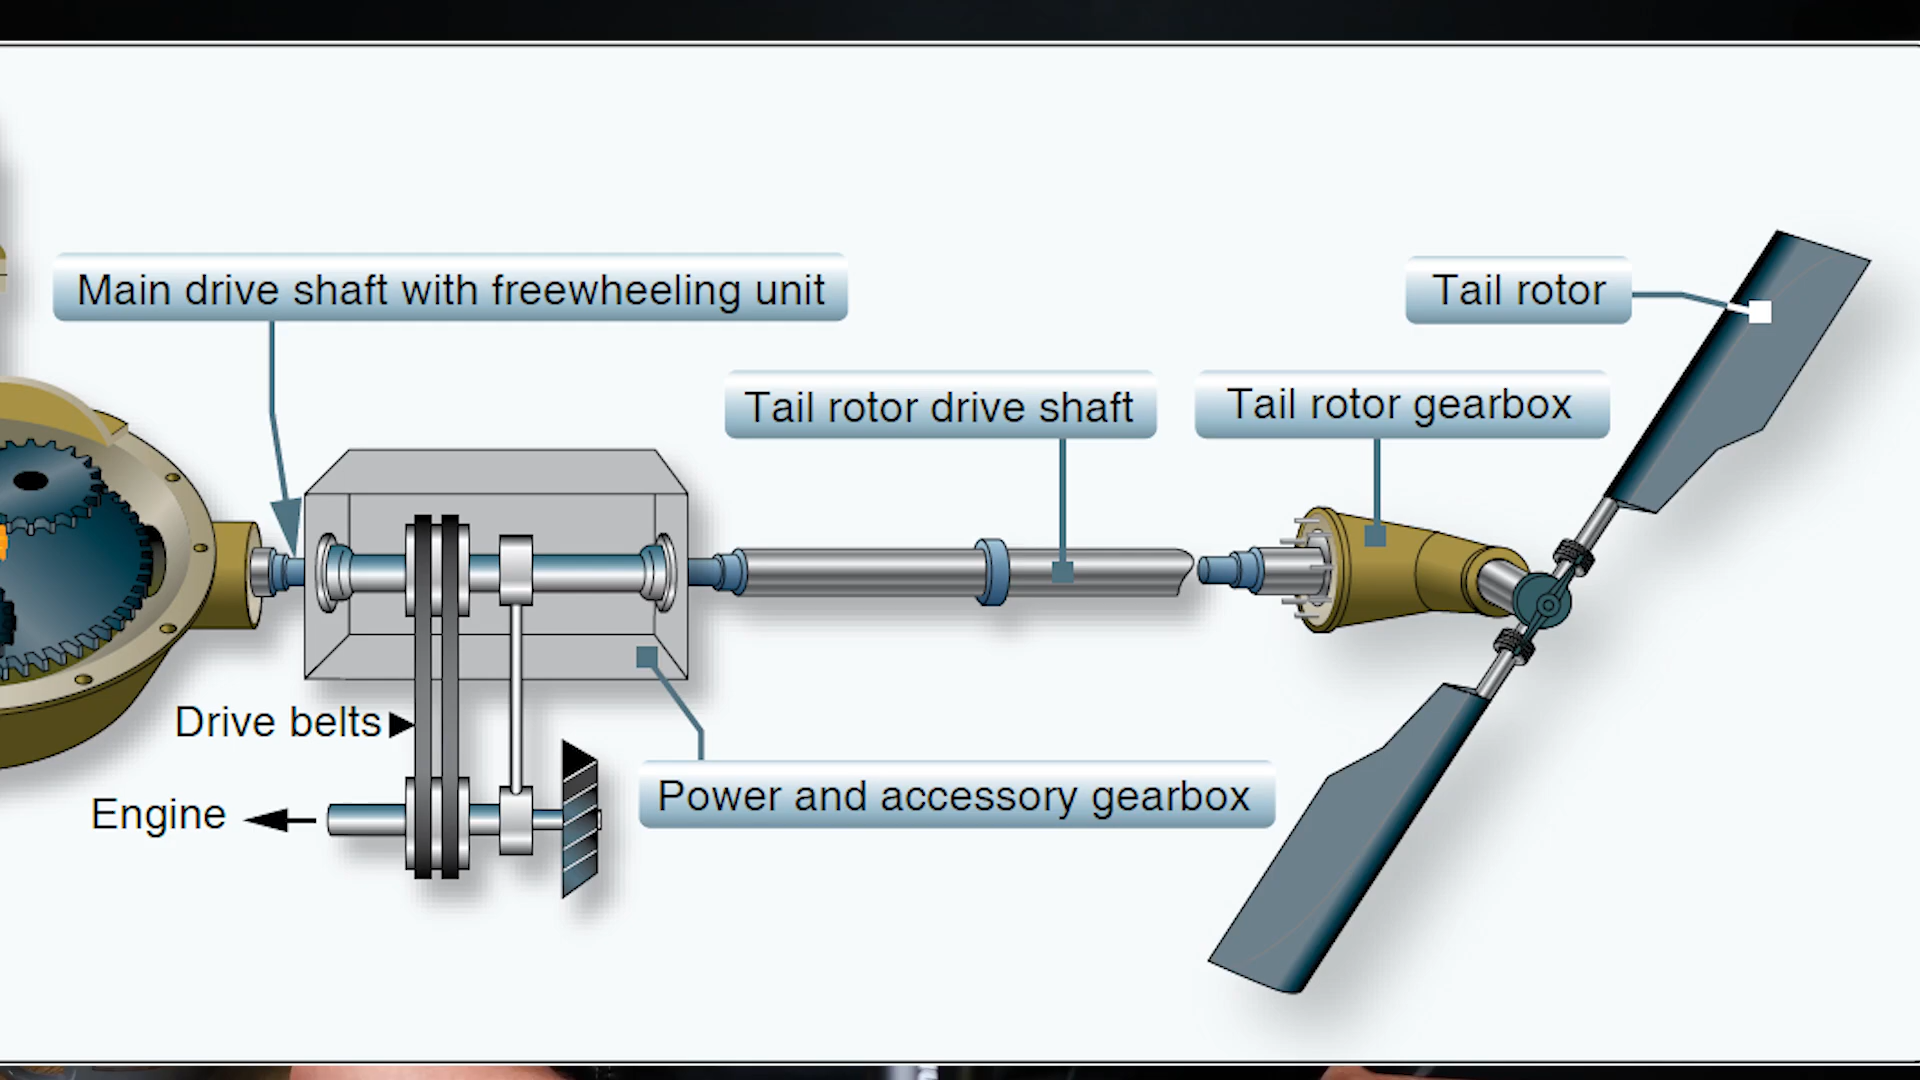 Main drive shaft with freewheeling unit
Tail rotor
Tail rotor drive shaft
Tail rotor gearbox
Drive belts
Engine
Power and accessory gearbox